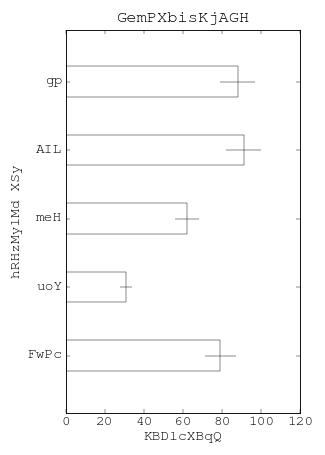 GemPXbisKjAGH
gp
AIL
meH
uoY
FwPc
hRHzMylMd XSy
0 20 40 60 80 100 120
KBDlcXBqQ